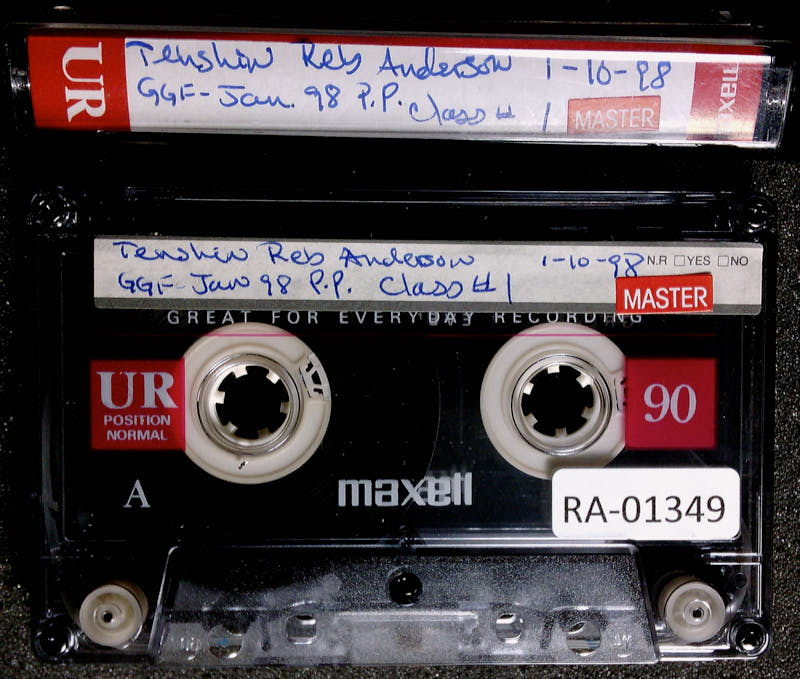 UR
Tenshin Reb Anderson 1-10-98
GGF-Jan. 98 P.P. Class # 1
MASTER
maxell
Tenshin Reb Anderson 1-10-98
N.R □YES □NO
GGF-Jan 98 P.P. Class #1
MASTER
GREAT FOR EVERYDAY RECORDING
UR
POSITION
NORMAL
90
A
maxell
RA-01349